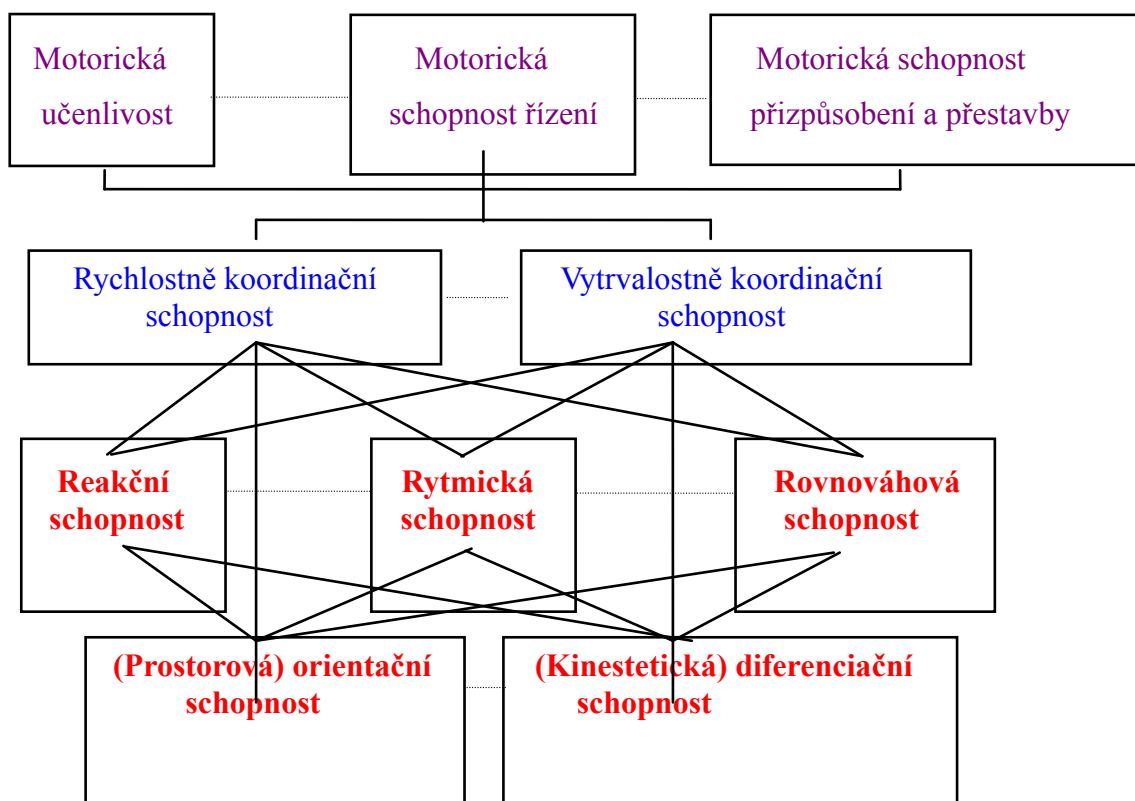 Motorická
učenlivost
Motorická
schopnost řízení
Motorická schopnost
přizpůsobení a přestavby
Rychlostně koordinační
schopnost
Vytrvalostně koordinační
schopnost
Reakční
schopnost
Rytmická
schopnost
Rovnováhová
schopnost
(Prostorová) orientační
schopnost
(Kinestetická) diferenciační
schopnost